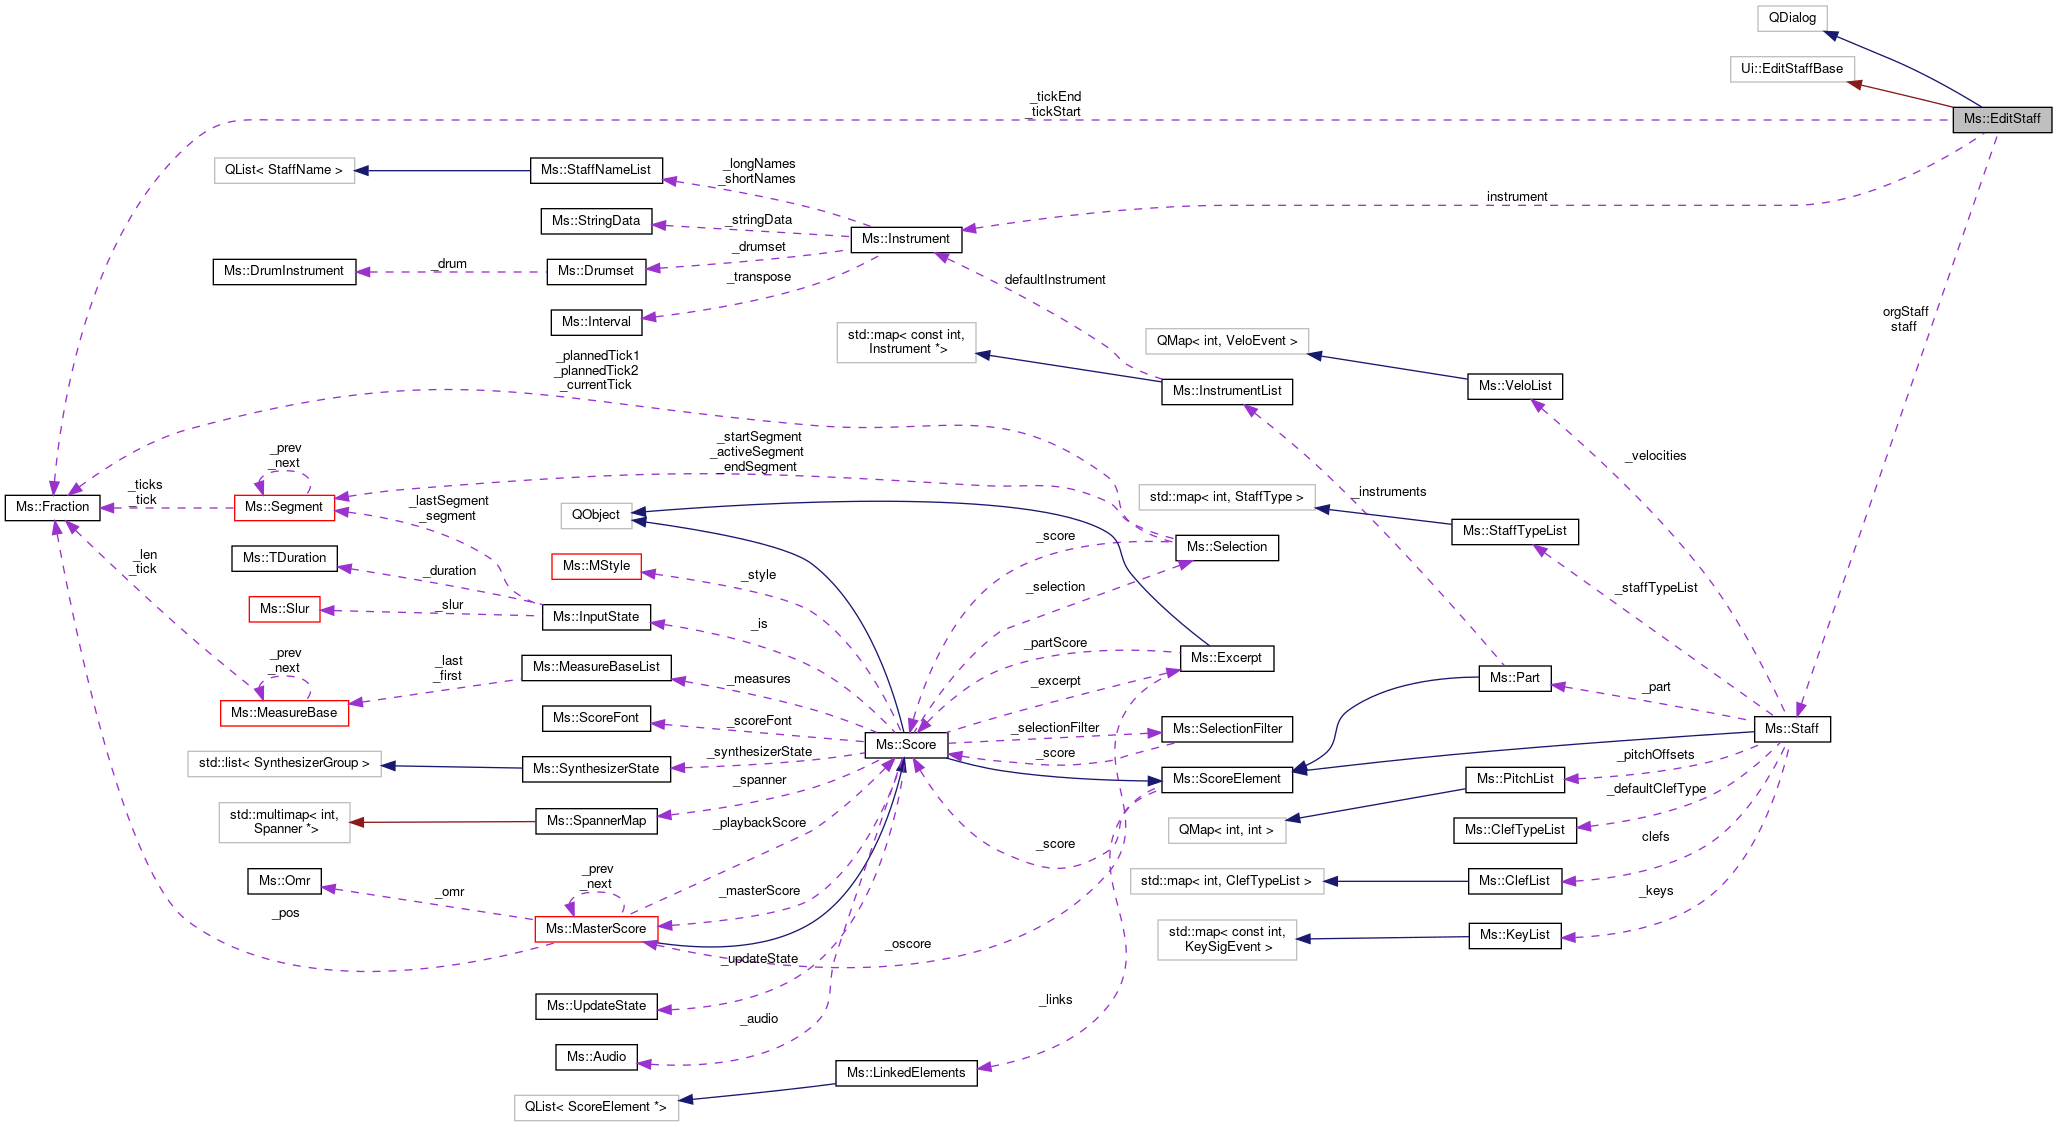 QDialog
Ui::EditStaffBase
_tickEnd
_tickStart
Ms::EditStaff
QList< StaffName >
Ms::StaffNameList
_longNames
_shortNames
instrument
Ms::StringData
_stringData
Ms::Instrument
Ms::DrumInstrument
_drum
Ms::Drumset
_drumset
_transpose
defaultInstrument
Ms::Interval
orgStaff
staff
std::map< const int,
Instrument *>
QMap< int, VeloEvent >
_plannedTick1
_plannedTick2
_currentTick
Ms::InstrumentList
Ms::VeloList
_startSegment
_activeSegment
_endSegment
_prev
_next
_velocities
_ticks
_tick
_lastSegment
_segment
_instruments
std::map< int, StaffType >
Ms::Fraction
Ms::Segment
QObject
Ms::StaffTypeList
_score
Ms::Selection
_len
_tick
Ms::TDuration
_duration
Ms::MStyle
_style
_selection
_staffTypeList
Ms::Slur
_slur
Ms::InputState
_is
_partScore
Ms::Excerpt
_prev
_next
_last
_first
Ms::MeasureBaseList
_measures
_excerpt
Ms::Part
_part
Ms::MeasureBase
Ms::ScoreFont
_scoreFont
_selectionFilter
Ms::SelectionFilter
Ms::Staff
Ms::Score
_score
_pitchOffsets
std::list< SynthesizerGroup >
Ms::SynthesizerState
_synthesizerState
_spanner
Ms::ScoreElement
Ms::PitchList
_defaultClefType
std::multimap< int,
Spanner *>
Ms::SpannerMap
_playbackScore
QMap< int, int >
Ms::ClefTypeList
clefs
_score
_prev
_next
Ms::Omr
_omr
_masterScore
std::map< int, ClefTypeList >
Ms::ClefList
_keys
_pos
Ms::MasterScore
_oscore
std::map< const int,
KeySigEvent >
Ms::KeyList
_updateState
Ms::UpdateState
_links
_audio
Ms::Audio
Ms::LinkedElements
QList< ScoreElement *>